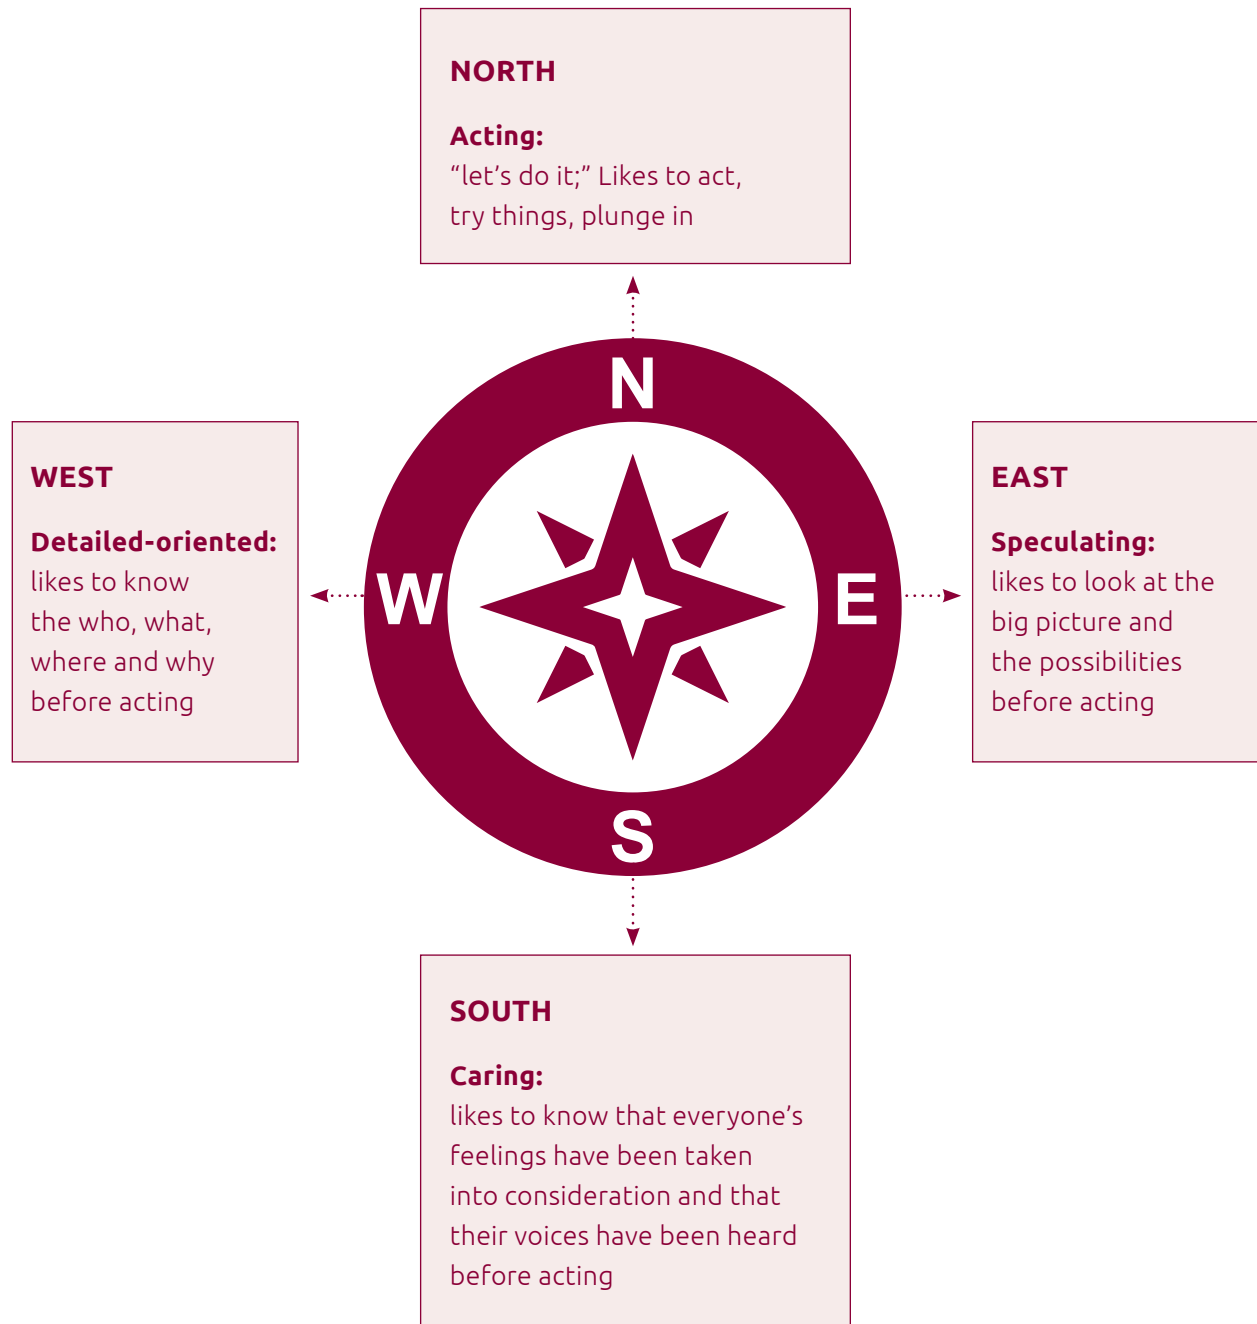 NORTH
Acting:
“let’s do it;” Likes to act,
try things, plunge in
N
WEST
Detailed-oriented:
likes to know
the who, what,
where and why
before acting
W
E
EAST
Speculating:
likes to look at the
big picture and
the possibilities
before acting
S
SOUTH
Caring:
likes to know that everyone’s
feelings have been taken
into consideration and that
their voices have been heard
before acting